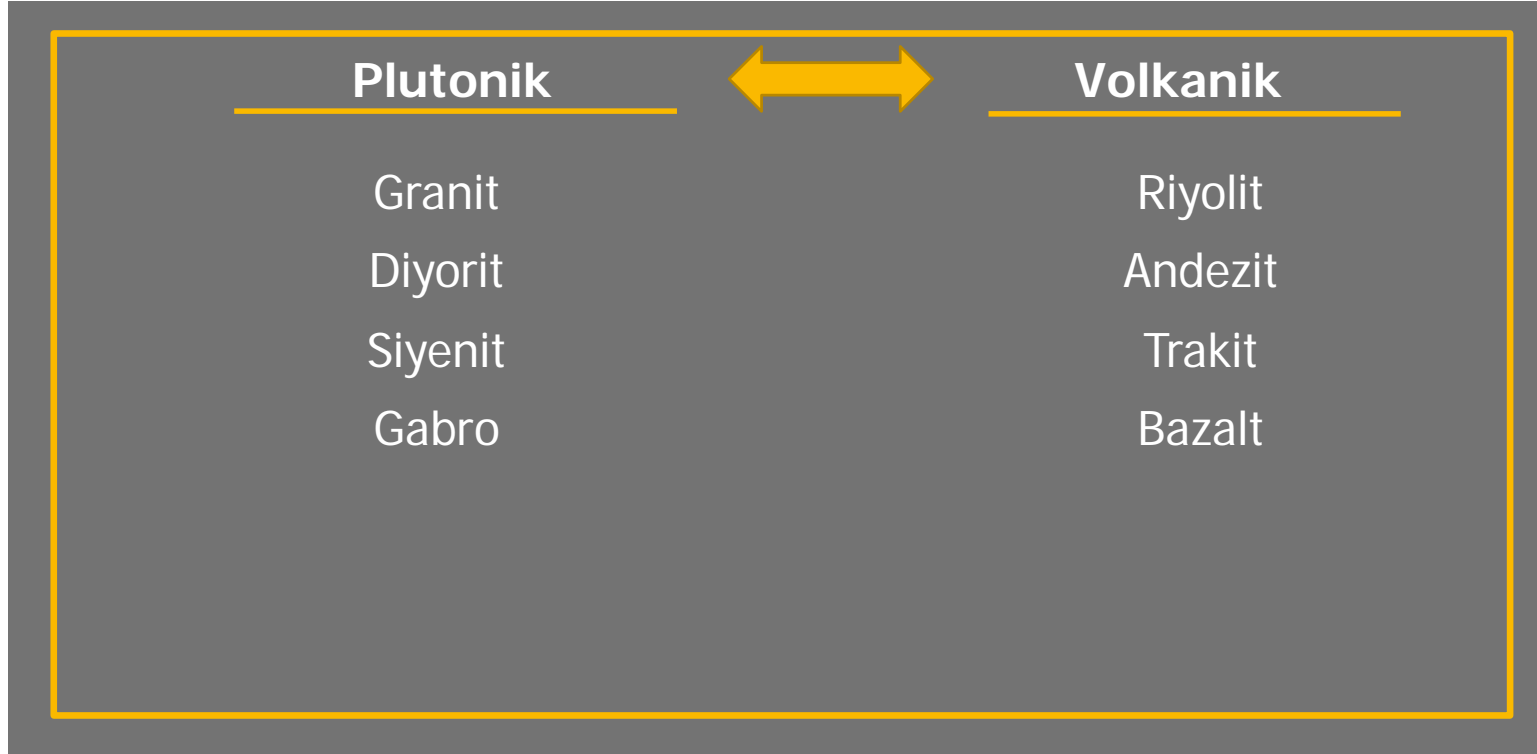 Plutonik Volkanik
Granit Riyolit
Diyorit Andezit
Siyenit Trakit
Gabro Bazalt